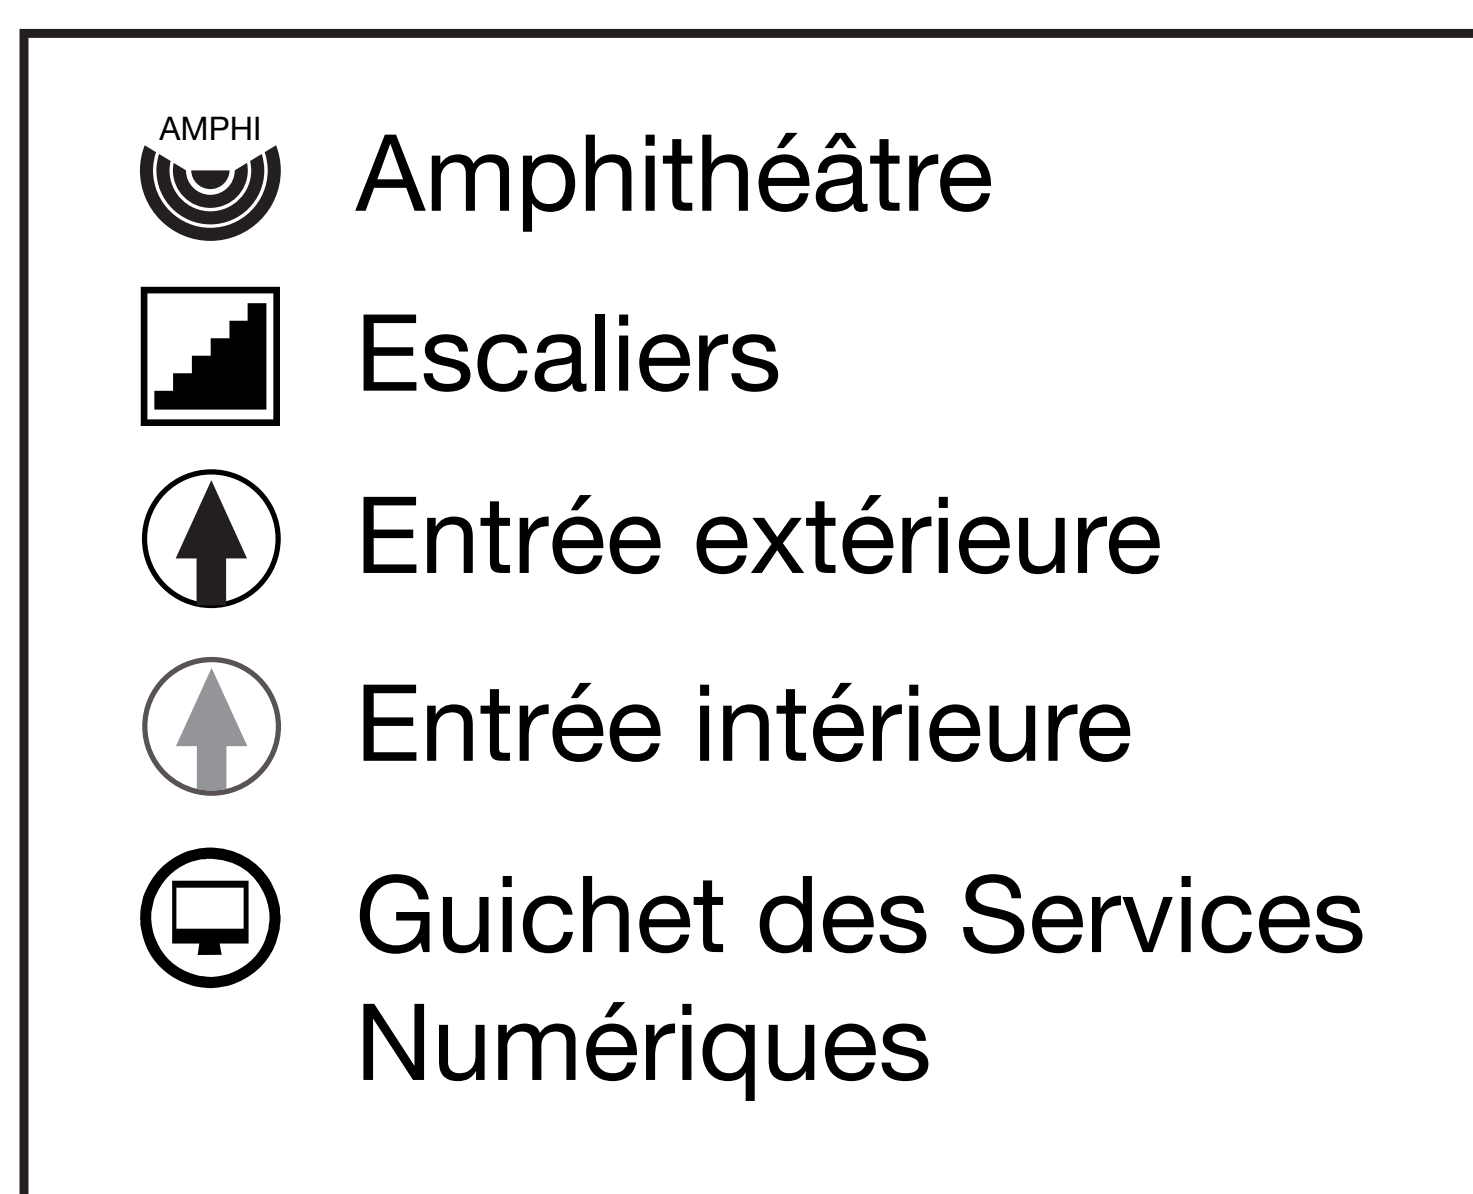 AMPHI
Amphithéâtre
Escaliers
Entrée extérieure
Entrée intérieure
Guichet des Services
Numériques